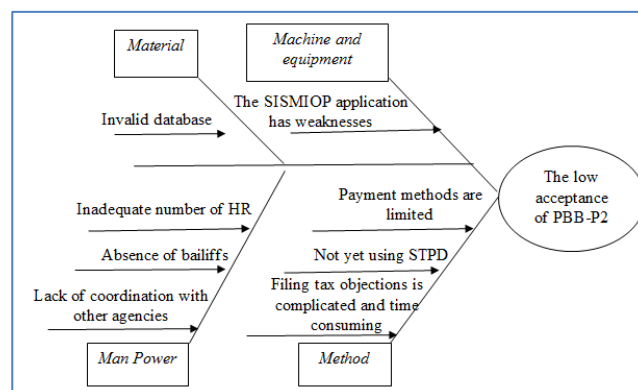 Material
Machine and
equipment
Invalid database
The SISMIOP application
has weaknesses
The low
acceptance
of PBB-P2
Inadequate number of HR
Absence of bailiffs
Lack of coordination with
other agencies
Man Power
Payment methods are
limited
Not yet using STPD
Filing tax objections is
complicated and time
consuming
Method